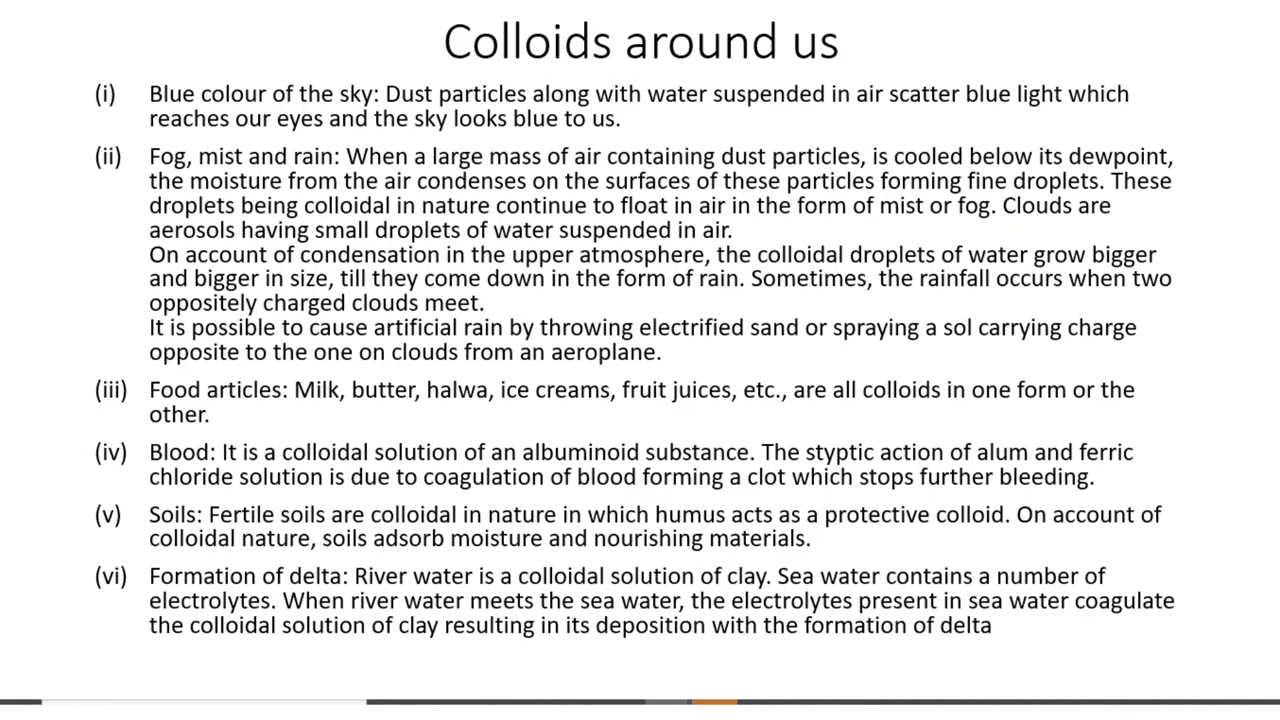 Colloids around us
(i) Blue colour of the sky: Dust particles along with water suspended in air scatter blue light which
reaches our eyes and the sky looks blue to us.
(ii) Fog, mist and rain: When a large mass of air containing dust particles, is cooled below its dewpoint,
the moisture from the air condenses on the surfaces of these particles forming fine droplets. These
droplets being colloidal in nature continue to float in air in the form of mist or fog. Clouds are
aerosols having small droplets of water suspended in air.
On account of condensation in the upper atmosphere, the colloidal droplets of water grow bigger
and bigger in size, till they come down in the form of rain. Sometimes, the rainfall occurs when two
oppositely charged clouds meet.
It is possible to cause artificial rain by throwing electrified sand or spraying a sol carrying charge
opposite to the one on clouds from an aeroplane.
(iii) Food articles: Milk, butter, halwa, ice creams, fruit juices, etc., are all colloids in one form or the
other.
(iv) Blood: It is a colloidal solution of an albuminoid substance. The styptic action of alum and ferric
chloride solution is due to coagulation of blood forming a clot which stops further bleeding.
(v) Soils: Fertile soils are colloidal in nature in which humus acts as a protective colloid. On account of
colloidal nature, soils adsorb moisture and nourishing materials.
(vi) Formation of delta: River water is a colloidal solution of clay. Sea water contains a number of
electrolytes. When river water meets the sea water, the electrolytes present in sea water coagulate
the colloidal solution of clay resulting in its deposition with the formation of delta